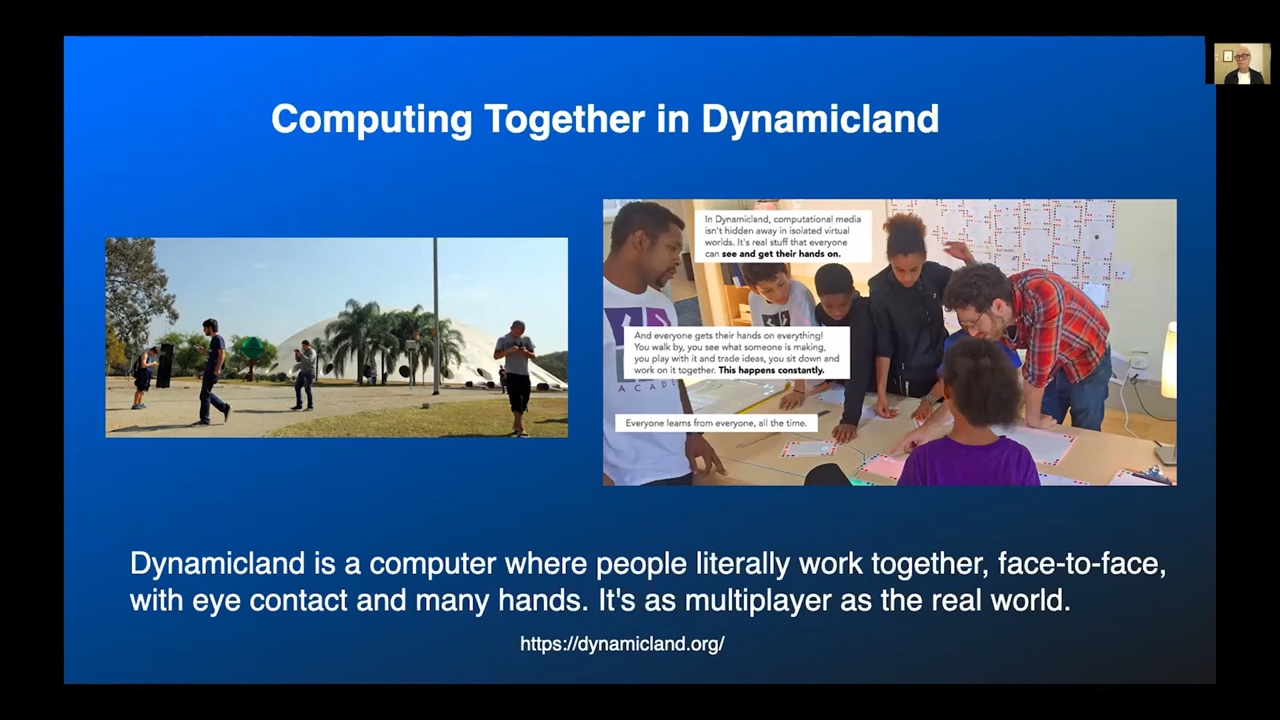 Computing Together in Dynamicland
In Dynamicland, computational media
isn't hidden away in isolated virtual
worlds. It's real stuff that everyone
can see and get their hands on.
And everyone gets their hands on everything!
You walk by, you see what someone is making,
you play with it and trade ideas, you sit down and
work on it together. This happens constantly.
ACAD
Everyone learns from everyone, all the time.
Dynamicland is a computer where people literally work together, face-to-face,
with eye contact and many hands. It's as multiplayer as the real world.
https://dynamicland.org/